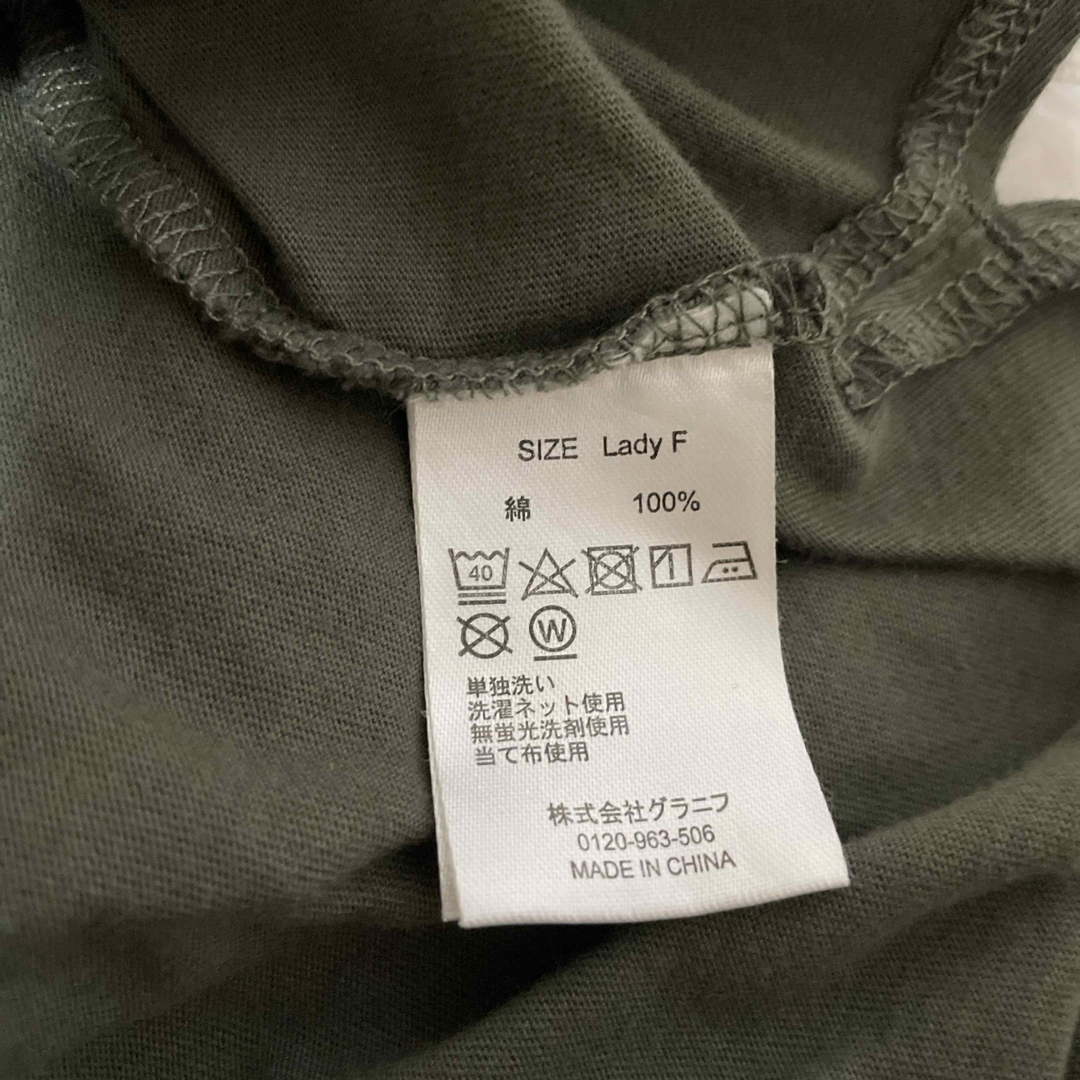 SIZE Lady F
綿 100%
40
W
単独洗い
洗濯ネット使用
無蛍光洗剤使用
当て布使用
株式会社グラニフ
0120-963-506
MADE IN CHINA